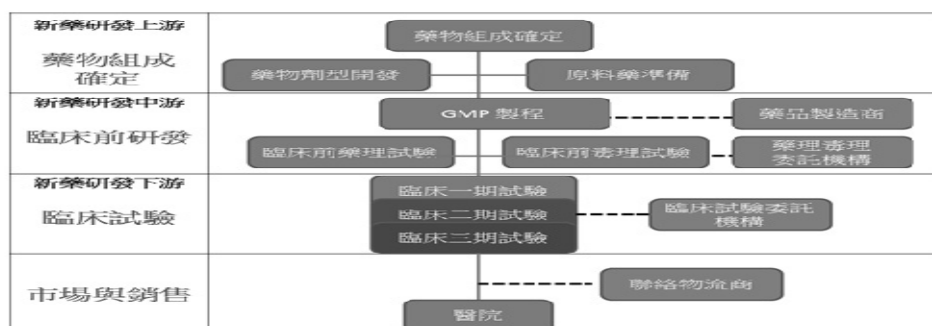 新藥研發上游
藥物組成
確定
藥物組成確定
藥物劑型開發
原料藥準備
新藥研發中游
臨床前研發
GMP 製程
藥品製造商
臨床前藥理試驗
臨床前毒理試驗
藥理毒理
委託機構
新藥研發下游
臨床試驗
臨床一期試驗
臨床二期試驗
臨床三期試驗
臨床試驗委託
機構
市場與銷售
聯絡物流商
醫院